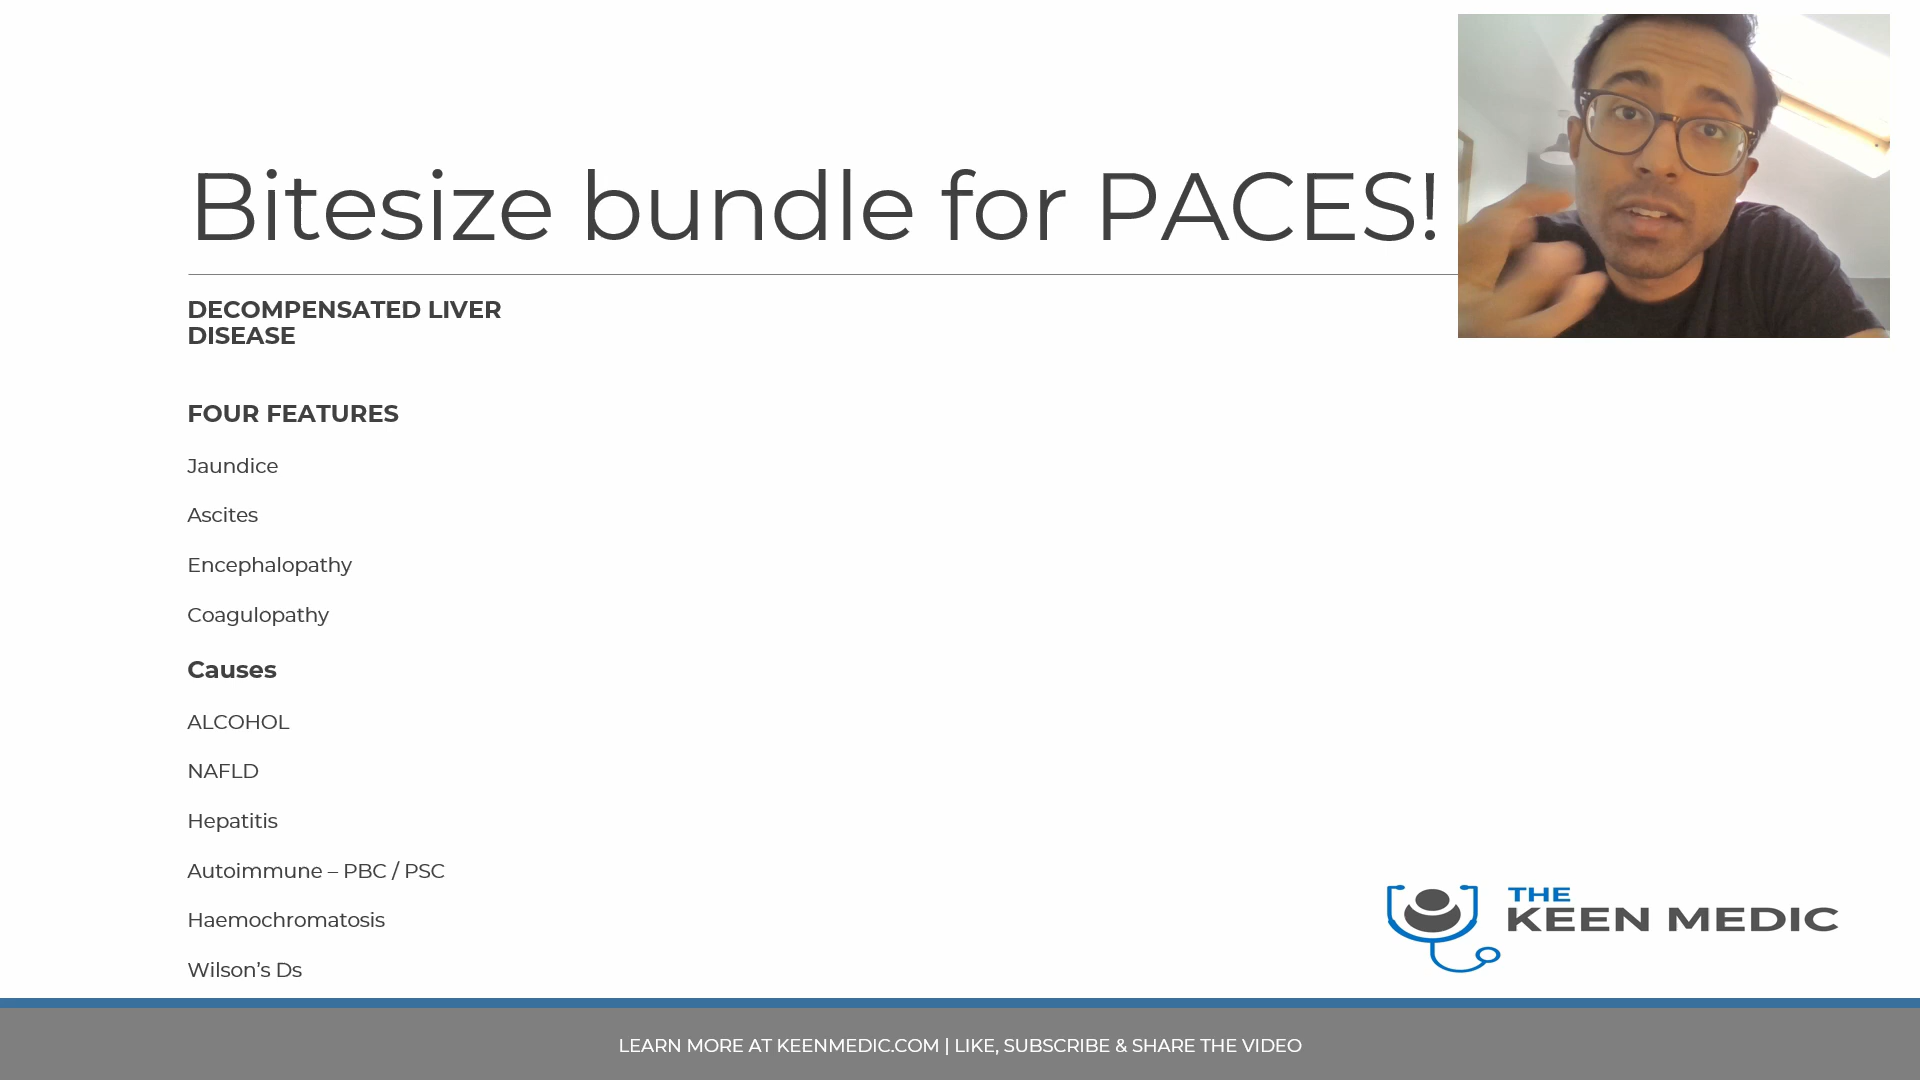 Bitesize bundle for PACES!
DECOMPENSATED LIVER
DISEASE
FOUR FEATURES
Jaundice
Ascites
Encephalopathy
Coagulopathy
Causes
ALCOHOL
NAFLD
Hepatitis
Autoimmune – PBC / PSC
Haemochromatosis
Wilson’s Ds
THE
KEEN MEDIC
LEARN MORE AT KEENMEDIC.COM | LIKE, SUBSCRIBE & SHARE THE VIDEO